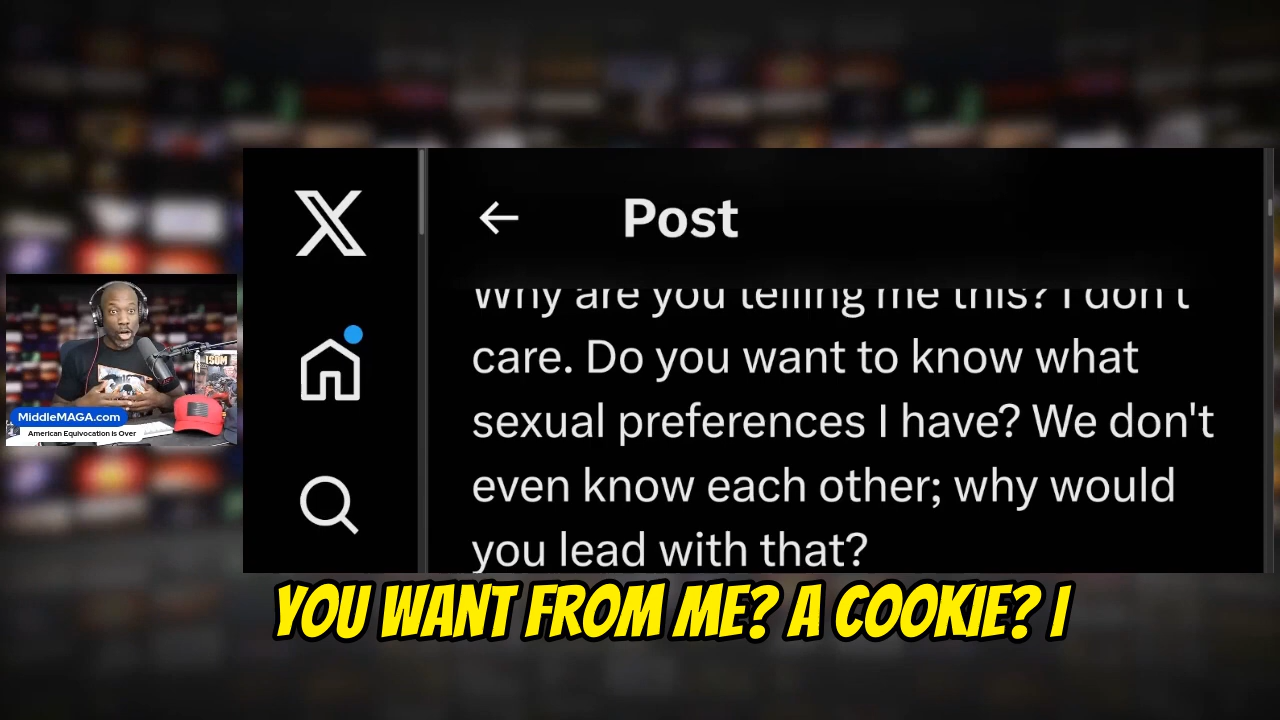 Post
Why are you telling me this? I don't
care. Do you want to know what
sexual preferences I have? We don't
even know each other; why would
you lead with that?
ISOM
MiddleMAGA.com
American Equivocation Is Over
YOU WANT FROM ME? A COOKIE? I